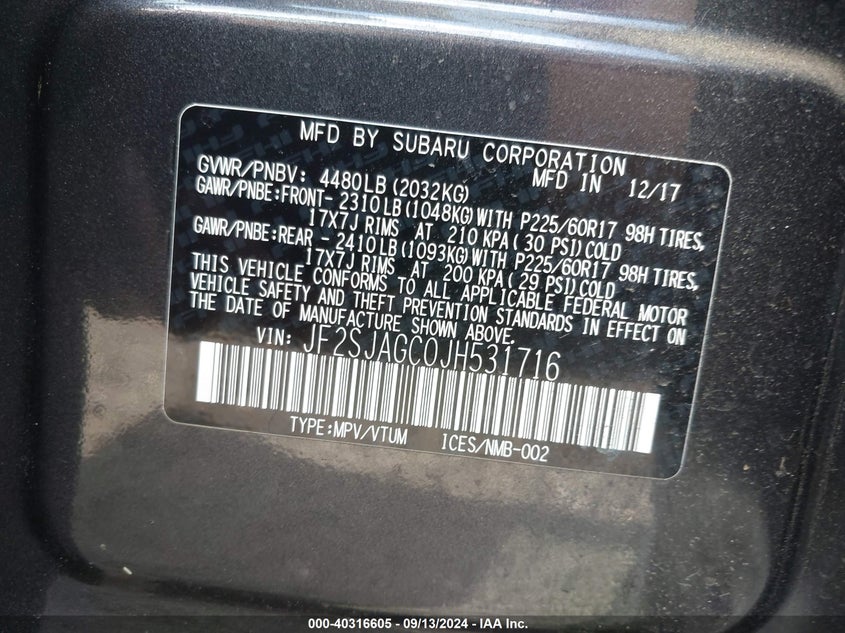 MFD BY SUBARU CORPORATION
GVWR/PNBV: 4480LB(2032KG) MFD IN 12/17
GAWR/PNBE:FRONT- 2310LB(1048KG)WITH P225/60R17 98H TIRES,
17X7J RIMS AT 210 KPA(30 PSI)COLD
GAWR/PNBE:REAR - 2410LB(1093KG)WITH P225/60R17 98H TIRES,
17X7J RIMS AT 200 KPA(29 PSI)COLD
THIS VEHICLE CONFORMS TO ALL APPLICABLE FEDERAL MOTOR
VEHICLE SAFETY AND THEFT PREVENTION STANDARDS IN EFFECT ON
THE DATE OF MANUFACTURE SHOWN ABOVE.
VIN: JF2SJAGC0JH531716
TYPE:MPV/VTUM ICES/NMB-002
000-40316605 - 09/13/2024 - IAA Inc.